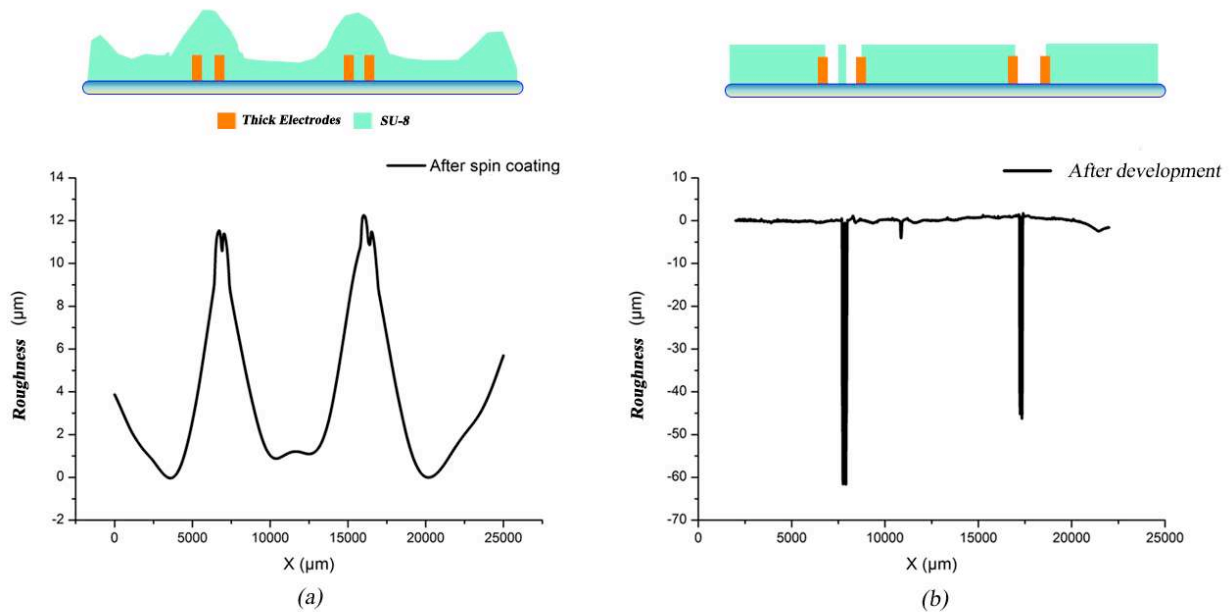 Thick Electrodes SU-8
After spin coating
14
12
10
8
6
4
2
0
-2
Roughness (μm)
0 5000 10000 15000 20000 25000
X (μm)
(a)
After development
10
0
-10
-20
-30
-40
-50
-60
-70
Roughness (μm)
0 5000 10000 15000 20000 25000
X (μm)
(b)